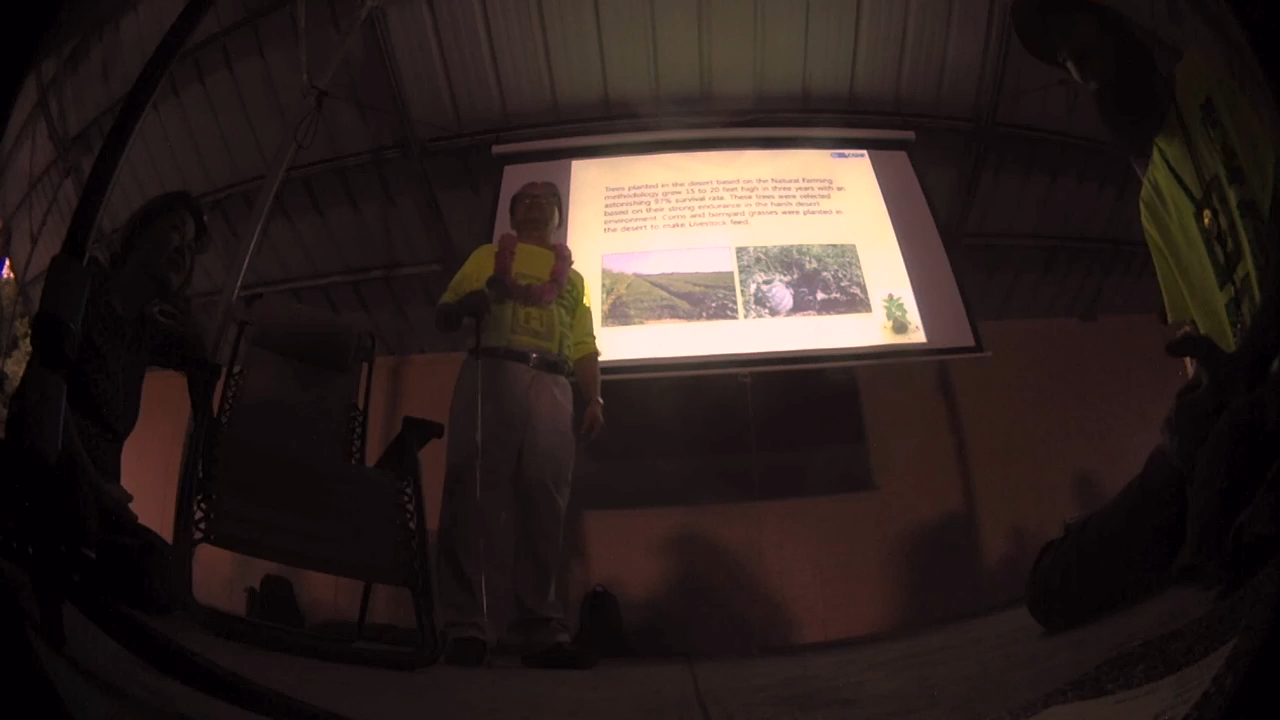 Trees planted in the desert based on the Natural Farming
methodology grew 15 to 20 feet high in three years with an
astonishing 97% survival rate. These trees were selected
based on their strong endurance in the harsh desert
environment. Corns and barnyard grasses were planted in
the desert to make Livestock feed.